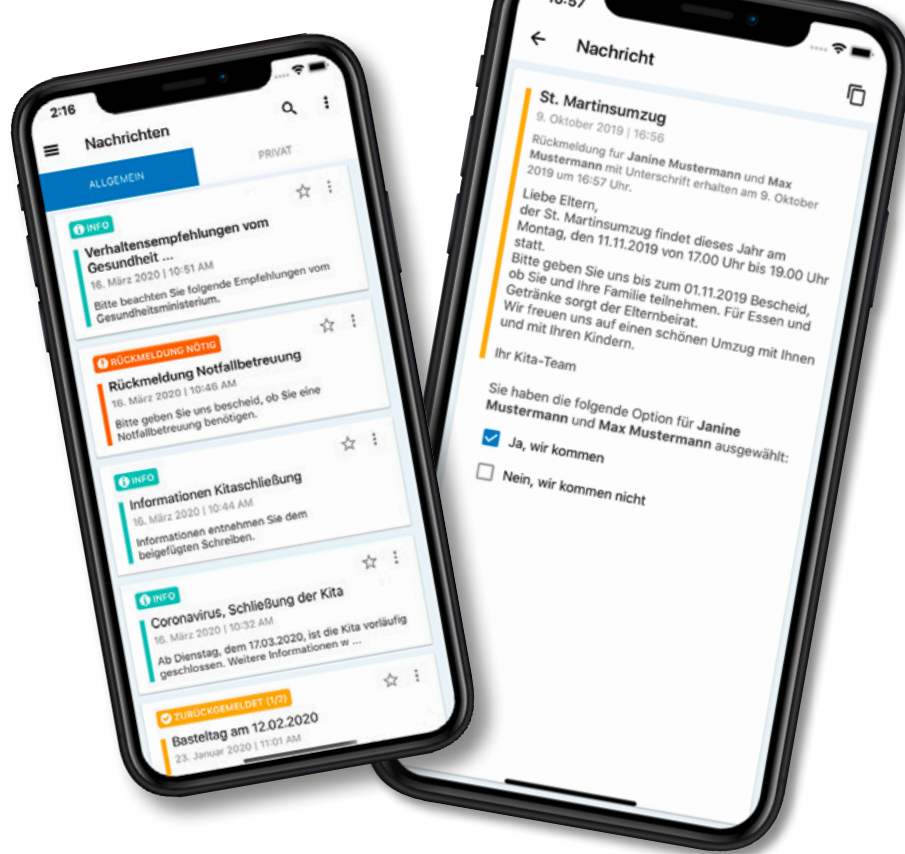 2:16
Nachrichten
ALLGEMEIN
PRIVAT
INFO
Verhaltensempfehlungen vom
Gesundheit ...
16. März 2020 | 10:51 AM
Bitte beachten Sie folgende Empfehlungen vom
Gesundheitsministerium.
RÜCKMELDUNG NÖTIG
Rückmeldung Notfallbetreuung
16. März 2020 | 10:46 AM
Bitte geben Sie uns bescheid, ob Sie eine
Notfallbetreuung benötigen.
INFO
Informationen Kitaschließung
16. März 2020 | 10:44 AM
Informationen entnehmen Sie dem
beigefügten Schreiben.
INFO
Coronavirus, Schließung der Kita
16. März 2020 | 10:32 AM
Ab Dienstag, dem 17.03.2020, ist die Kita vorläufig
geschlossen. Weitere Informationen w ...
ZURÜCKGEMELDET (1/2)
Basteltag am 12.02.2020
23. Januar 2020 | 11:01 AM
16:57
Nachricht
St. Martinsumzug
9. Oktober 2019 | 16:56
Rückmeldung für Janine Mustermann und Max
Mustermann mit Unterschrift erhalten am 9. Oktober
2019 um 16:57 Uhr.
Liebe Eltern,
der St. Martinsumzug findet dieses Jahr am
Montag, den 11.11.2019 von 17.00 Uhr bis 19.00 Uhr
statt.
Bitte geben Sie uns bis zum 01.11.2019 Bescheid,
ob Sie und Ihre Familie teilnehmen. Für Essen und
Getränke sorgt der Elternbeirat.
Wir freuen uns auf einen schönen Umzug mit Ihnen
und mit Ihren Kindern.
Ihr Kita-Team
Sie haben die folgende Option für Janine
Mustermann und Max Mustermann ausgewählt:
Ja, wir kommen
Nein, wir kommen nicht